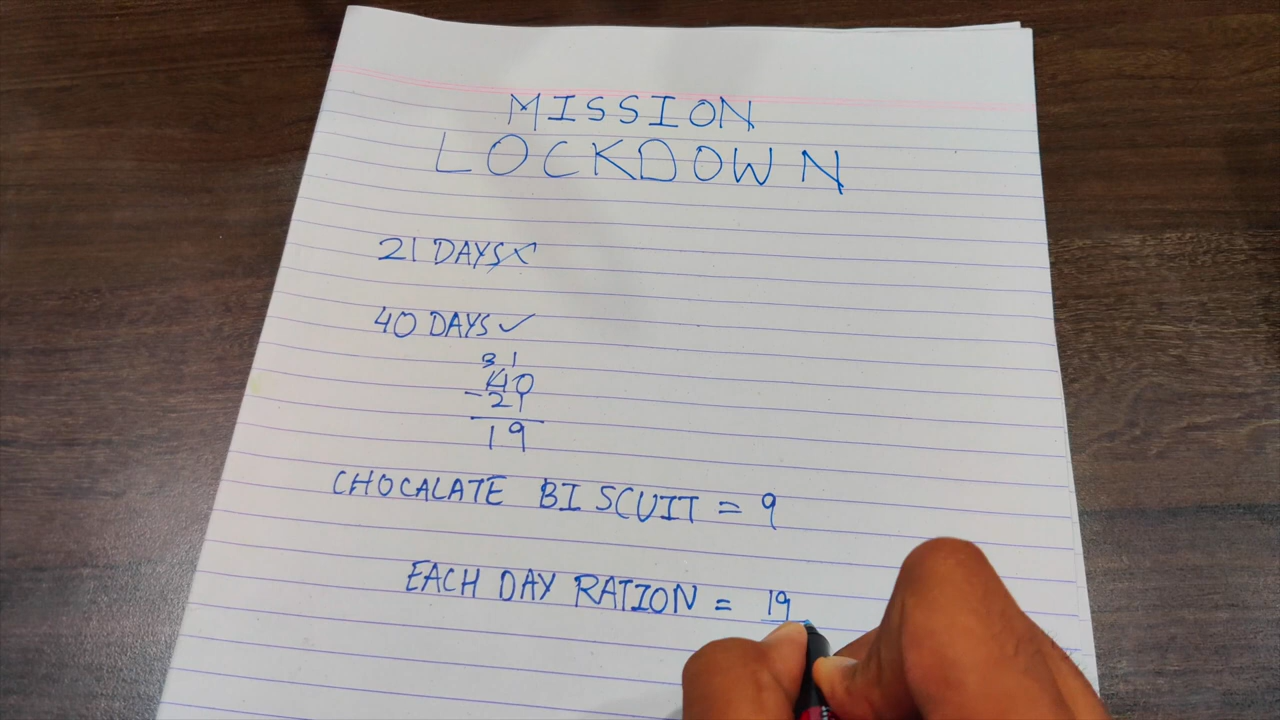 MISSION
LOCKDOWN
21 DAYS ×
40 DAYS ✓
3 1
40
- 21
19
CHOCALATE BISCUIT = 9
EACH DAY RATION = 19